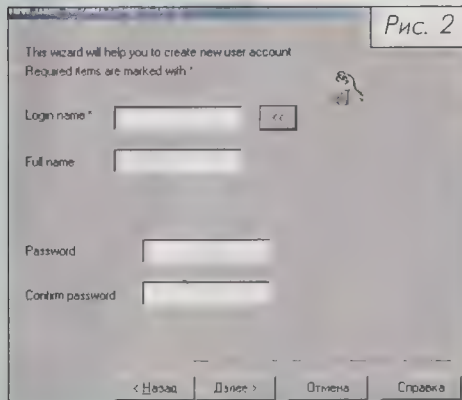 Рис. 2
This wizard will help you to create new user account
Required items are marked with *
Login name *
<<
Full name
Password
Confirm password
< Назад Далее > Отмена Справка